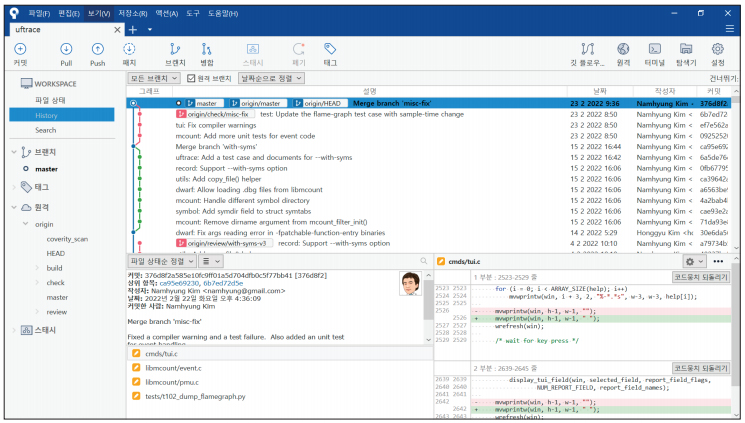 파일(F) 편집(E) 보기(V) 저장소(R) 액션(A) 도구 도움말(H)
uftrace
커밋 Pull Push 패치 브랜치 병합 스태시 폐기 태그 깃 플로우... 원격 터미널 탐색기 설정
WORKSPACE
파일 상태
History
Search
브랜치
master
태그
원격
origin
coverity_scan
HEAD
build
check
master
review
스태시
모든 브랜치 원격 브랜치 날짜순으로 정렬 건너뛰기:
그래프 설명 날짜 작성자 커밋
master origin/master origin/HEAD Merge branch 'misc-fix' 23 2 2022 9:36 Namhyung Kim < 376d8f2
origin/check/misc-fix test: Update the flame-graph test case with sample-time change 23 2 2022 8:50 Namhyung Kim < 6b7ed72
tui: Fix compiler warnings 23 2 2022 8:50 Namhyung Kim < ef7e562a
mcount: Add more unit tests for event code 23 2 2022 8:50 Namhyung Kim < 0925252
Merge branch 'with-syms' 15 2 2022 16:44 Namhyung Kim < ca95e692
uftrace: Add a test case and documents for --with-syms 15 2 2022 16:42 Namhyung Kim < 6a5de76
record: Support --with-syms option 15 2 2022 16:06 Namhyung Kim < 0fb6779
utils: Add copy_file() helper 15 2 2022 16:06 Namhyung Kim < ca39642
dwarf: Allow loading .dbg files from libmcount 15 2 2022 16:06 Namhyung Kim < a6563be
mcount: Handle different symbol directory 15 2 2022 16:06 Namhyung Kim < 4a2bab4
symbol: Add symdir field to struct symtabs 15 2 2022 16:06 Namhyung Kim < cae93e2
mcount: Remove dirname argument from mcount_filter_init() 15 2 2022 16:06 Namhyung Kim < 71da93e
dwarf: Fix args reading error in -fpatchable-function-entry binaries 14 2 2022 5:29 Honggyu Kim <hc 30e6da5
origin/review/with-syms-v3 record: Support --with-syms option 4 2 2022 10:10 Namhyung Kim < a79734b
파일 상태순 정렬
커밋: 376d8f2a585e10fc9ff01a5d704dfb0c5f77bb41 [376d8f2]
상위 항목: ca95e69230, 6b7ed72d5e
작성자: Namhyung Kim <namhyung@gmail.com>
날짜: 2022년 2월 22일 화요일 오후 4:36:09
커밋한 사람: Namhyung Kim
Merge branch 'misc-fix'
Fixed a compiler warning and a test failure. Also added an unit test
for event handling.
cmds/tui.c
libmcount/event.c
libmcount/pmu.c
tests/t102_dump_flamegraph.py
cmds/tui.c
1 부분 : 2523-2529 줄 코드뭉치 되돌리기
2523 2523 for (i = 0; i < ARRAY_SIZE(help); i++)
2524 2524 mvwprintw(win, i + 3, 2, "%-*.*s", w-3, w-3, help[i]);
2525 2525
2526 - mvwprintw(win, h-1, w-1, "");
2526 + mvwprintw(win, h-1, w-1, " ");
2527 2527 wrefresh(win);
2528 2528
2529 2529 /* wait for key press */
2 부분 : 2639-2645 줄 코드뭉치 되돌리기
2639 2639 display_tui_field(win, selected_field, report_field_flags,
2640 2640 NUM_REPORT_FIELD, report_field_names);
2641 2641
2642 - mvwprintw(win, h-1, w-1, "");
2642 + mvwprintw(win, h-1, w-1, " ");
2643 2643 wrefresh(win);